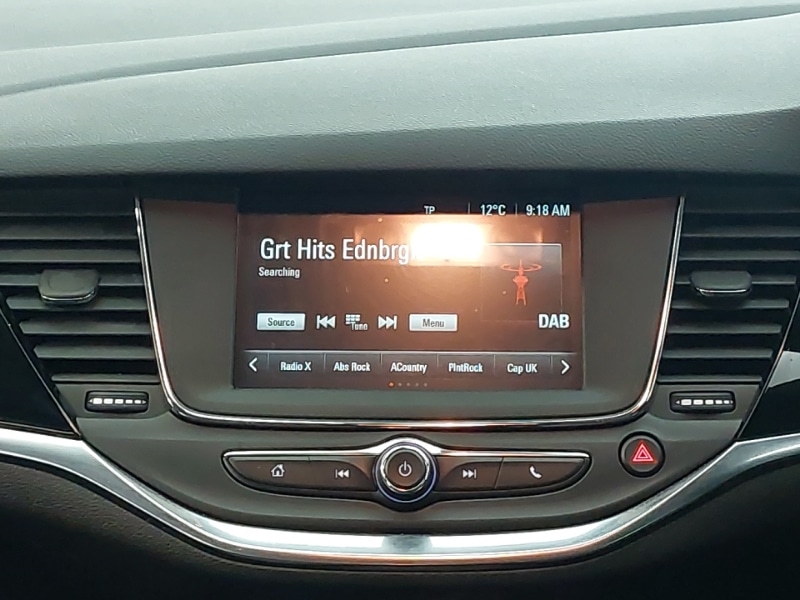 TP 12°C 9:18 AM
Grt Hits Ednbrg
Searching
Source Tune Menu DAB
Radio X Abs Rock ACountry PlntRock Cap UK